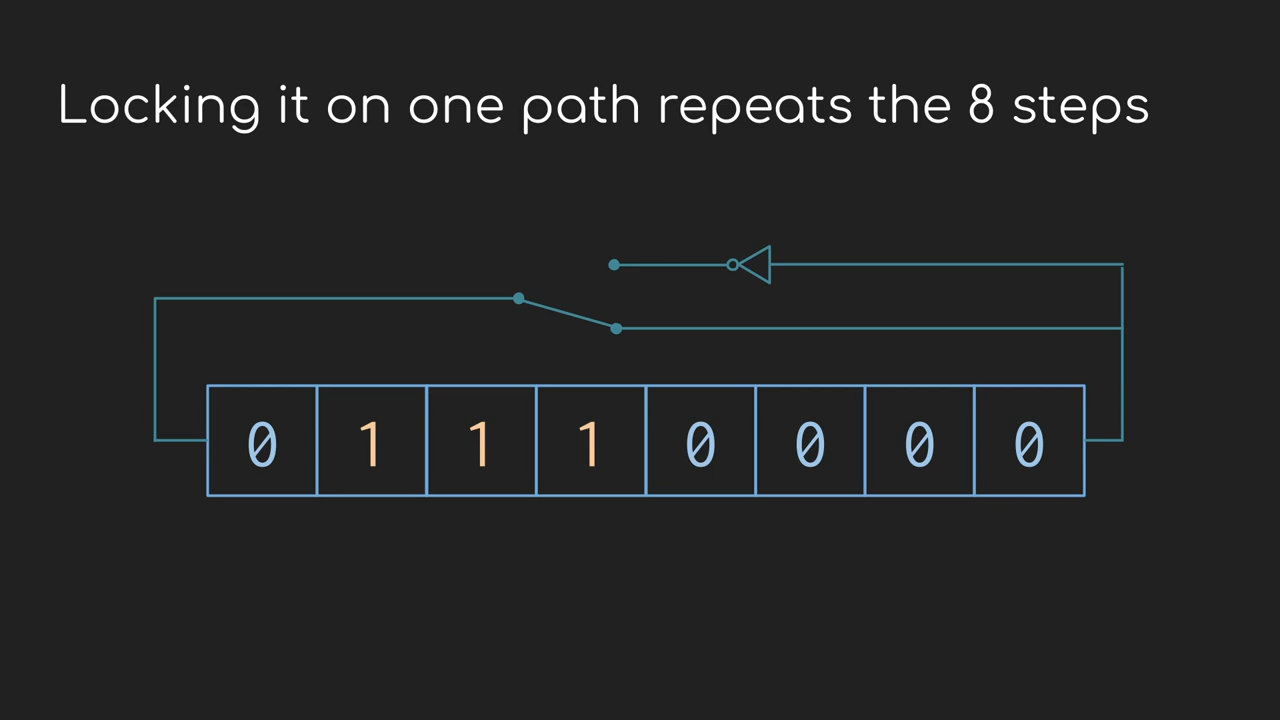 Locking it on one path repeats the 8 steps
0 1 1 1 0 0 0 0